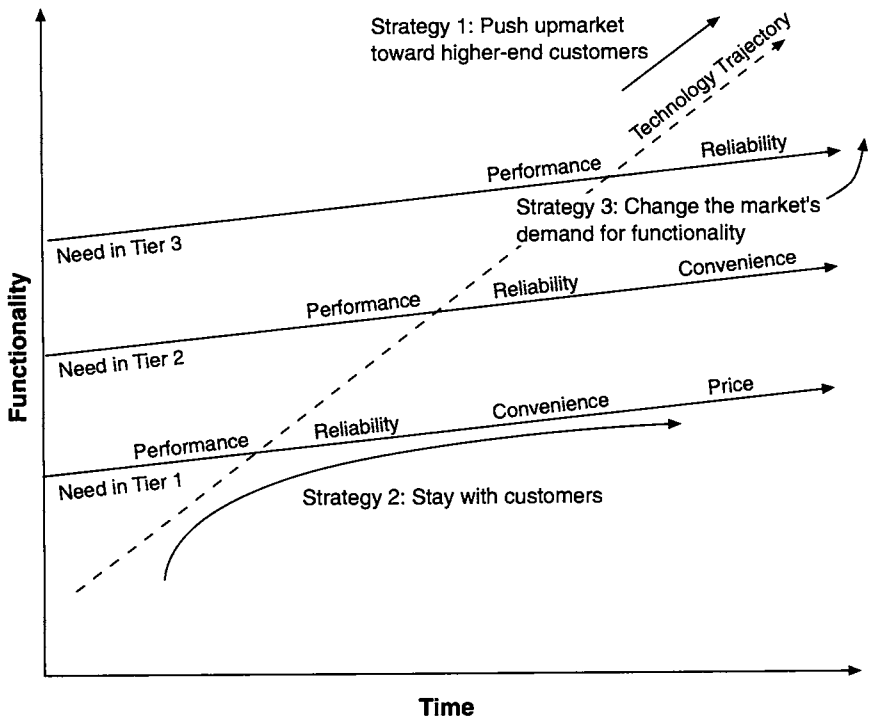 Strategy 1: Push upmarket
toward higher-end customers
Technology Trajectory
Performance
Reliability
Need in Tier 3
Strategy 3: Change the market's
demand for functionality
Performance
Reliability
Convenience
Need in Tier 2
Performance
Reliability
Convenience
Price
Need in Tier 1
Strategy 2: Stay with customers
Functionality
Time